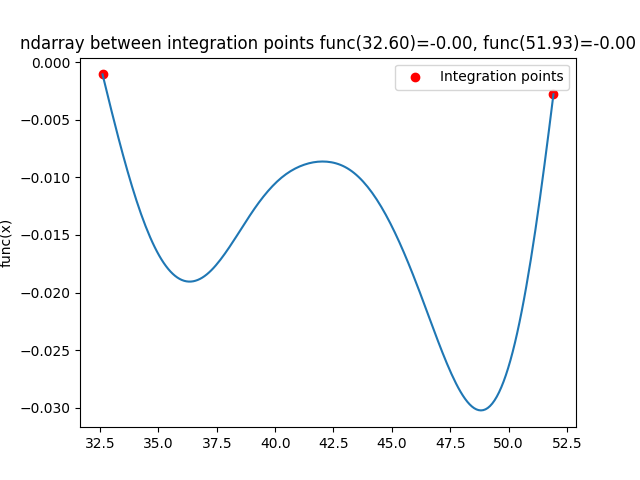 ndarray between integration points func(32.60)=-0.00, func(51.93)=-0.00
Integration points
0.000
−0.005
−0.010
−0.015
−0.020
−0.025
−0.030
func(x)
32.5 35.0 37.5 40.0 42.5 45.0 47.5 50.0 52.5